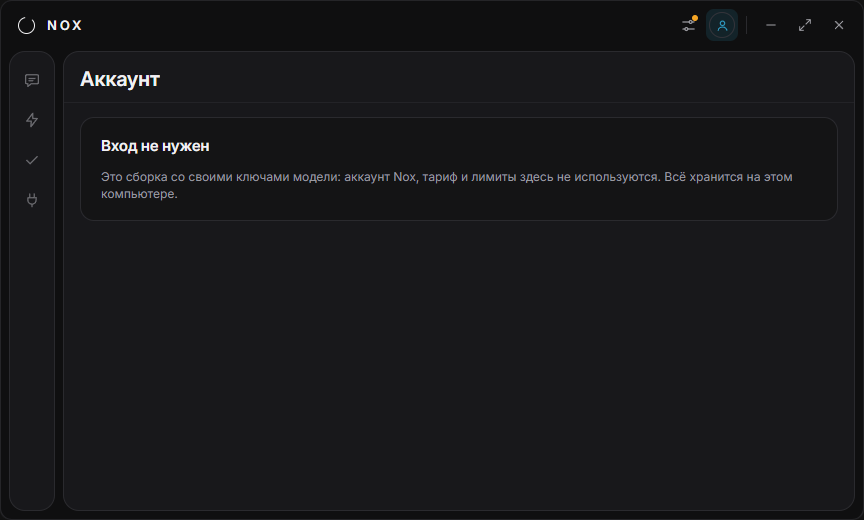 NOX
Аккаунт
Вход не нужен
Это сборка со своими ключами модели: аккаунт Nox, тариф и лимиты здесь не используются. Всё хранится на этом
компьютере.